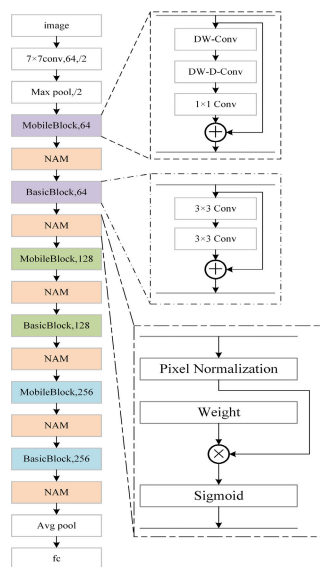 image
7×7conv,64,/2
Max pool,/2
MobileBlock,64
NAM
BasicBlock,64
NAM
MobileBlock,128
NAM
BasicBlock,128
NAM
MobileBlock,256
NAM
BasicBlock,256
NAM
Avg pool
fc
DW-Conv
DW-D-Conv
1×1 Conv
3×3 Conv
3×3 Conv
Pixel Normalization
Weight
Sigmoid